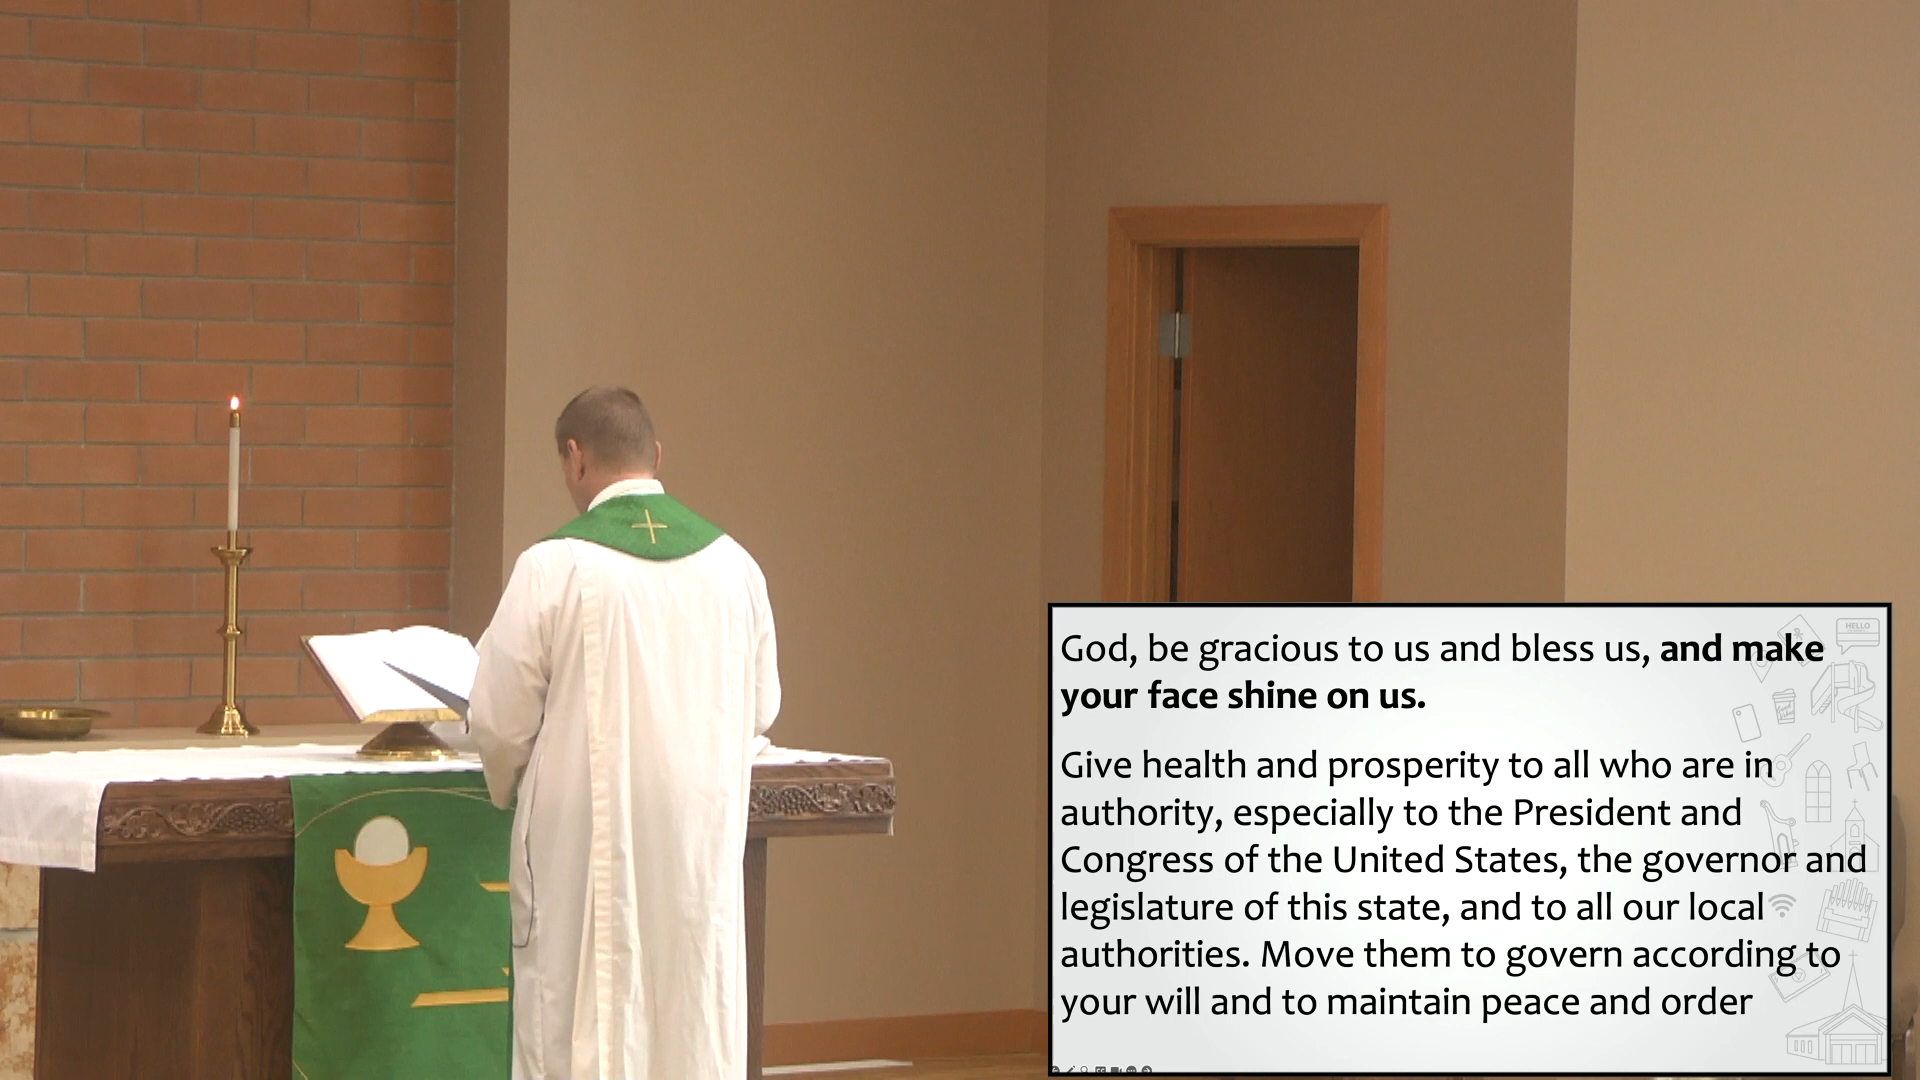 HELLO
God, be gracious to us and bless us, and make
your face shine on us.
Give health and prosperity to all who are in
authority, especially to the President and
Congress of the United States, the governor and
legislature of this state, and to all our local
authorities. Move them to govern according to
your will and to maintain peace and order